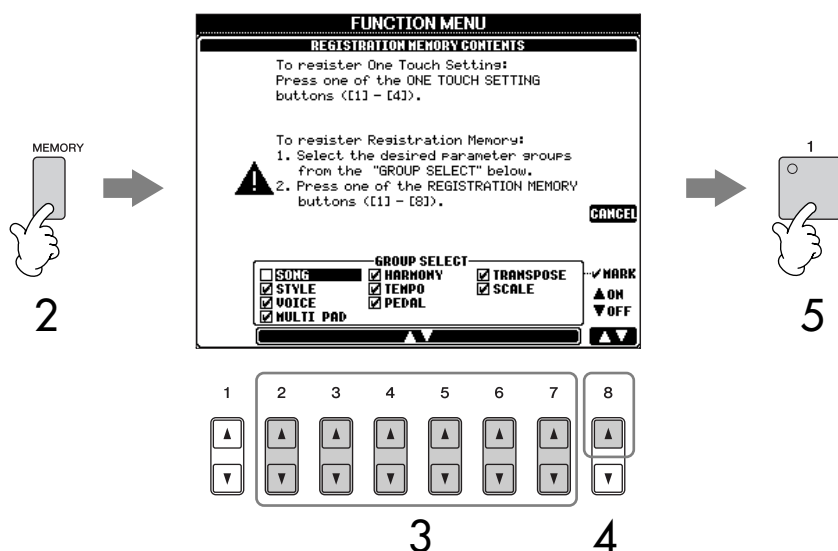 FUNCTION MENU
REGISTRATION MEMORY CONTENTS
To register One Touch Setting:
Press one of the ONE TOUCH SETTING
buttons ([1] - [4]).
To register Registration Memory:
1. Select the desired parameter groups
from the "GROUP SELECT" below.
2. Press one of the REGISTRATION MEMORY
buttons ([1] - [8]).
CANCEL
GROUP SELECT
SONG HARMONY TRANSPOSE
STYLE TEMPO SCALE
VOICE PEDAL
MULTI PAD
MARK
▲ON
▼OFF
MEMORY
2
1
5
1 2 3 4 5 6 7 8
3 4